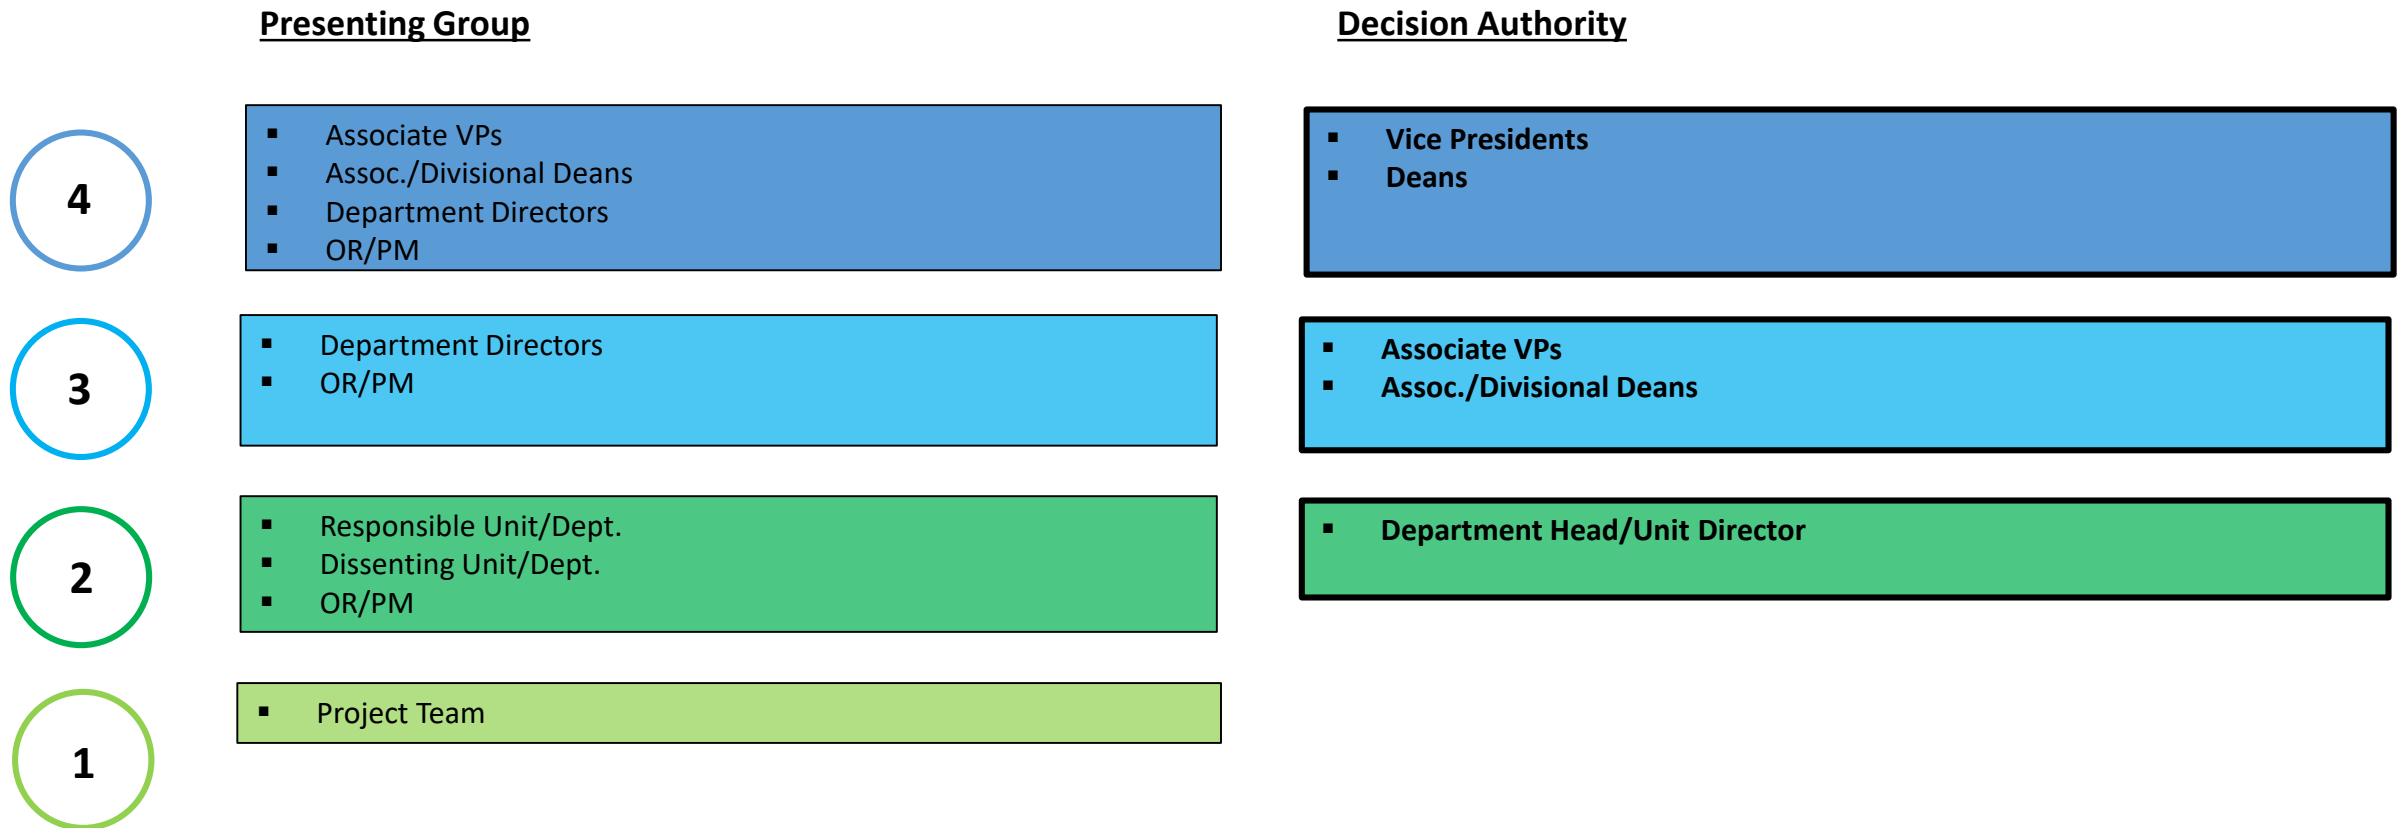 Presenting Group
Decision Authority
4
▪ Associate VPs
▪ Assoc./Divisional Deans
▪ Department Directors
▪ OR/PM
▪ Vice Presidents
▪ Deans
3
▪ Department Directors
▪ OR/PM
▪ Associate VPs
▪ Assoc./Divisional Deans
2
▪ Responsible Unit/Dept.
▪ Dissenting Unit/Dept.
▪ OR/PM
▪ Department Head/Unit Director
1
▪ Project Team